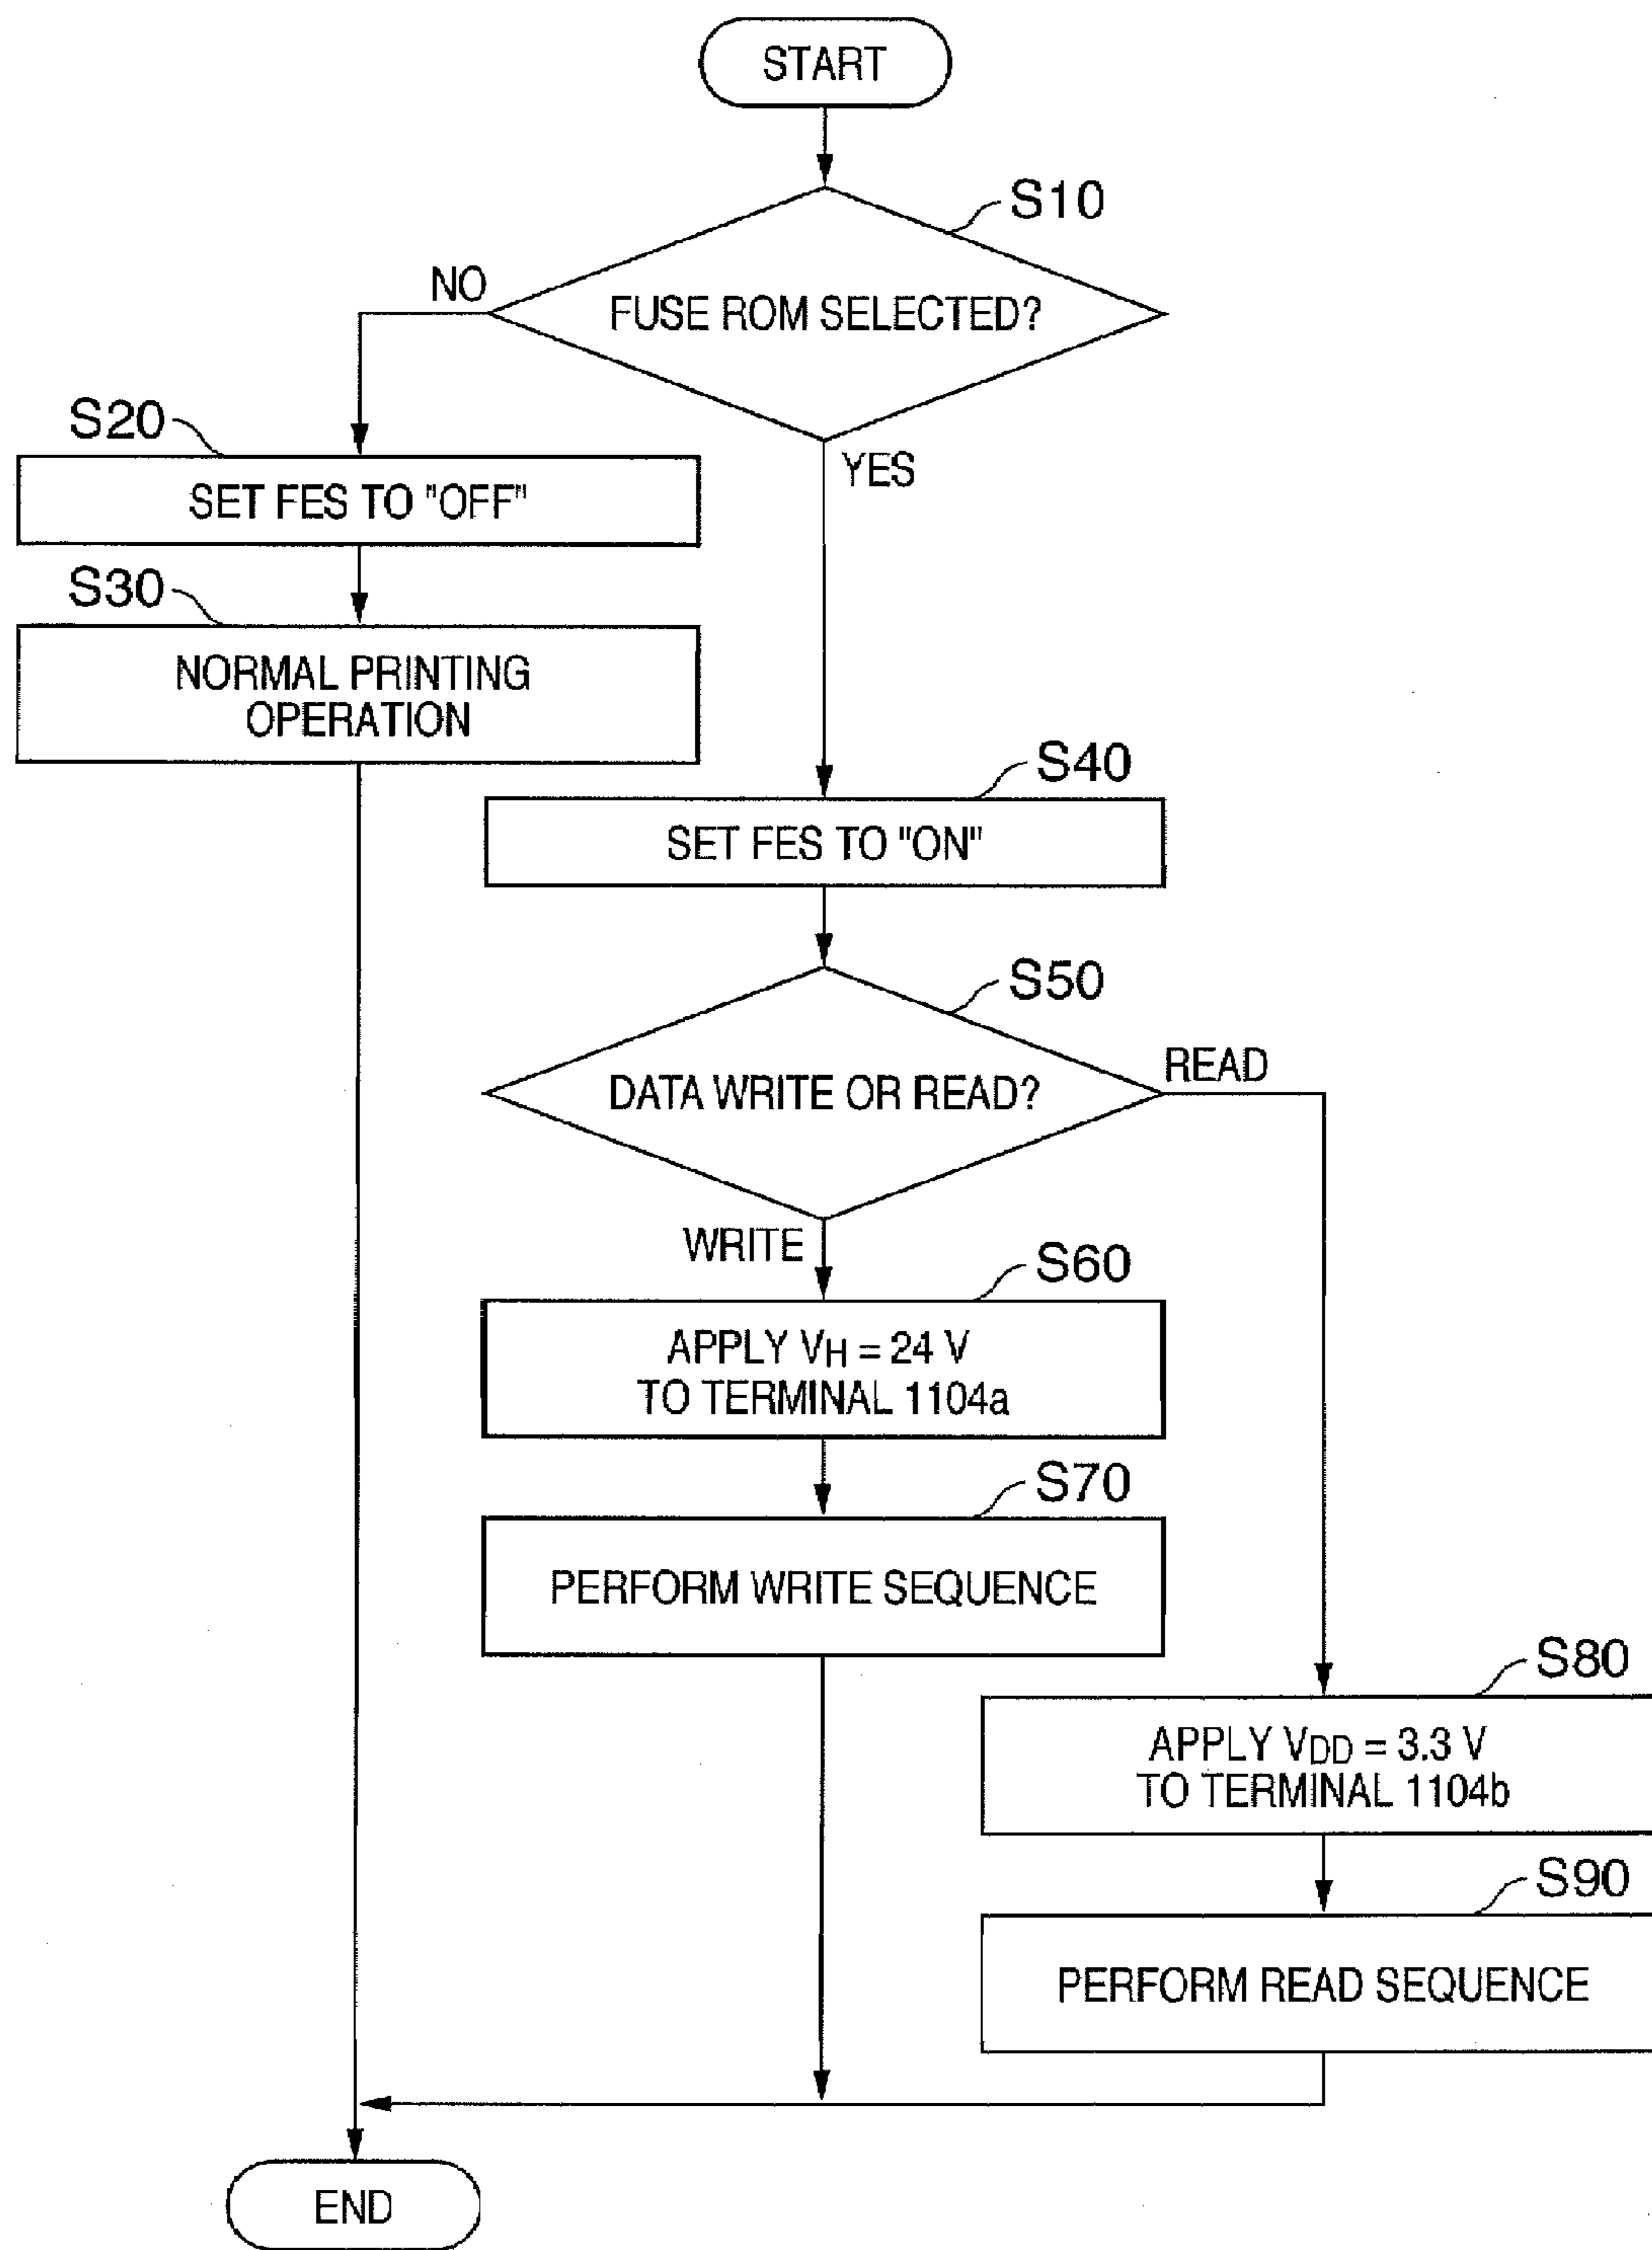 START
S10
NO
FUSE ROM SELECTED?
S20
YES
SET FES TO "OFF"
S30
NORMAL PRINTING
OPERATION
S40
SET FES TO "ON"
S50
READ
DATA WRITE OR READ?
WRITE
S60
APPLY VH = 24 V
TO TERMINAL 1104a
S70
PERFORM WRITE SEQUENCE
S80
APPLY VDD = 3.3 V
TO TERMINAL 1104b
S90
PERFORM READ SEQUENCE
END